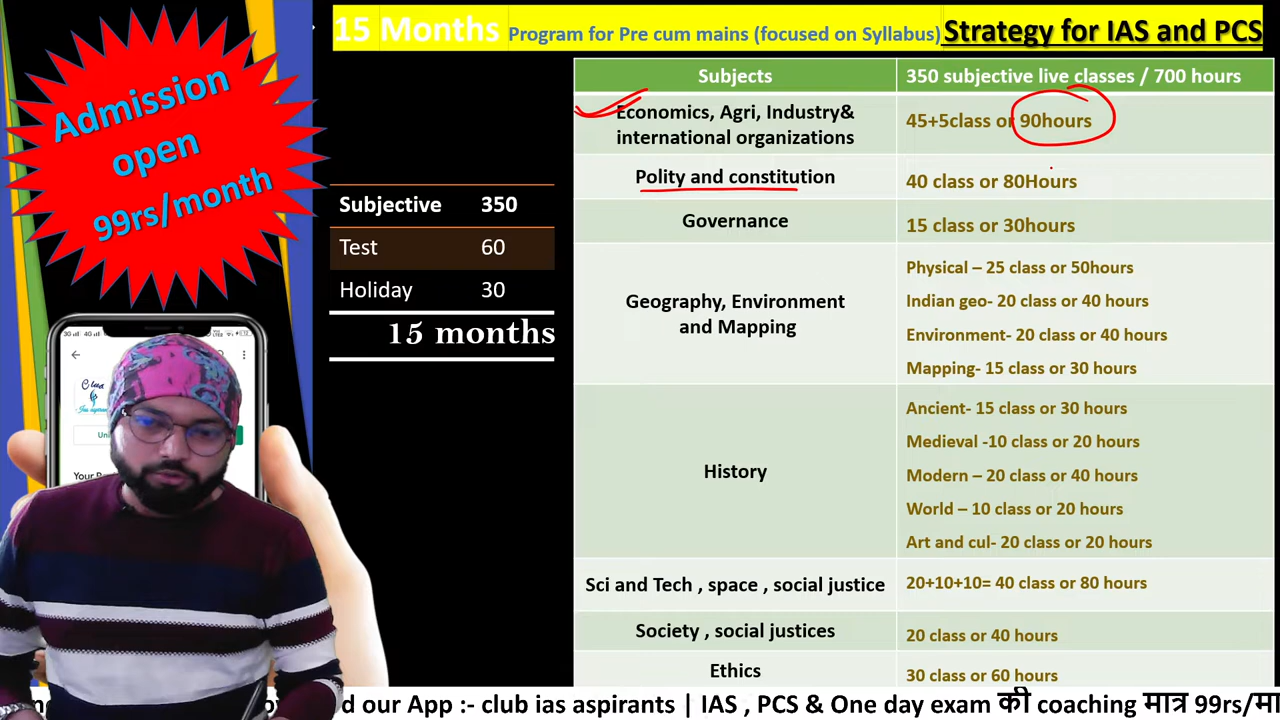 15 Months Program for Pre cum mains (focused on Syllabus) Strategy for IAS and PCS
Admission
open
99rs/month
Subjective 350
Test 60
Holiday 30
15 months
Subjects 350 subjective live classes / 700 hours
Economics, Agri, Industry&
international organizations
45+5class or 90hours
Polity and constitution 40 class or 80Hours
Governance 15 class or 30hours
Geography, Environment
and Mapping
Physical – 25 class or 50hours
Indian geo- 20 class or 40 hours
Environment- 20 class or 40 hours
Mapping- 15 class or 30 hours
History
Ancient- 15 class or 30 hours
Medieval -10 class or 20 hours
Modern – 20 class or 40 hours
World – 10 class or 20 hours
Art and cul- 20 class or 20 hours
Sci and Tech , space , social justice 20+10+10= 40 class or 80 hours
Society , social justices 20 class or 40 hours
Ethics 30 class or 60 hours
our App :- club ias aspirants | IAS , PCS & One day exam की coaching मात्र 99rs/मा